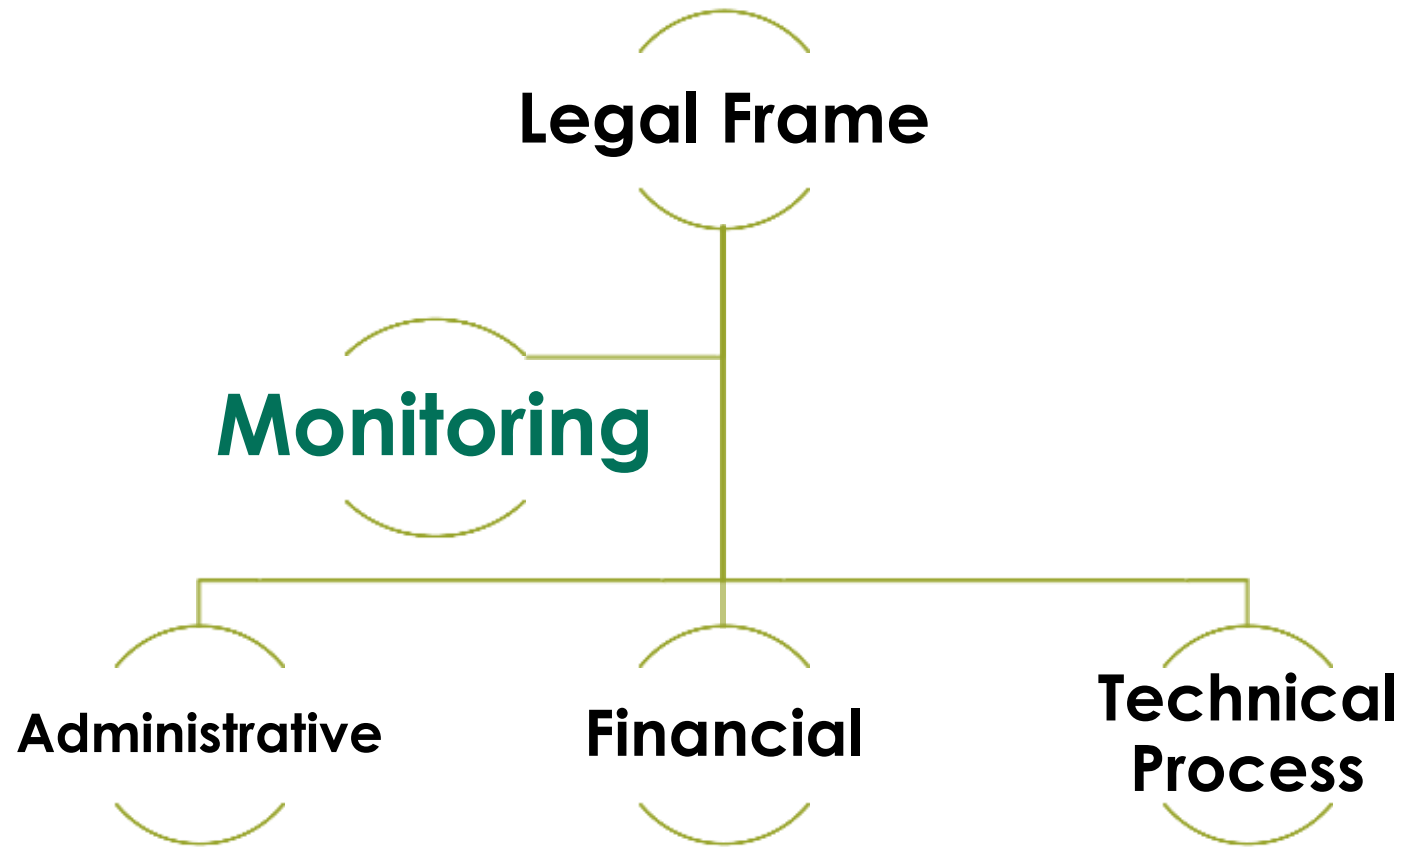 Legal Frame
Monitoring
Administrative
Financial
Technical
Process